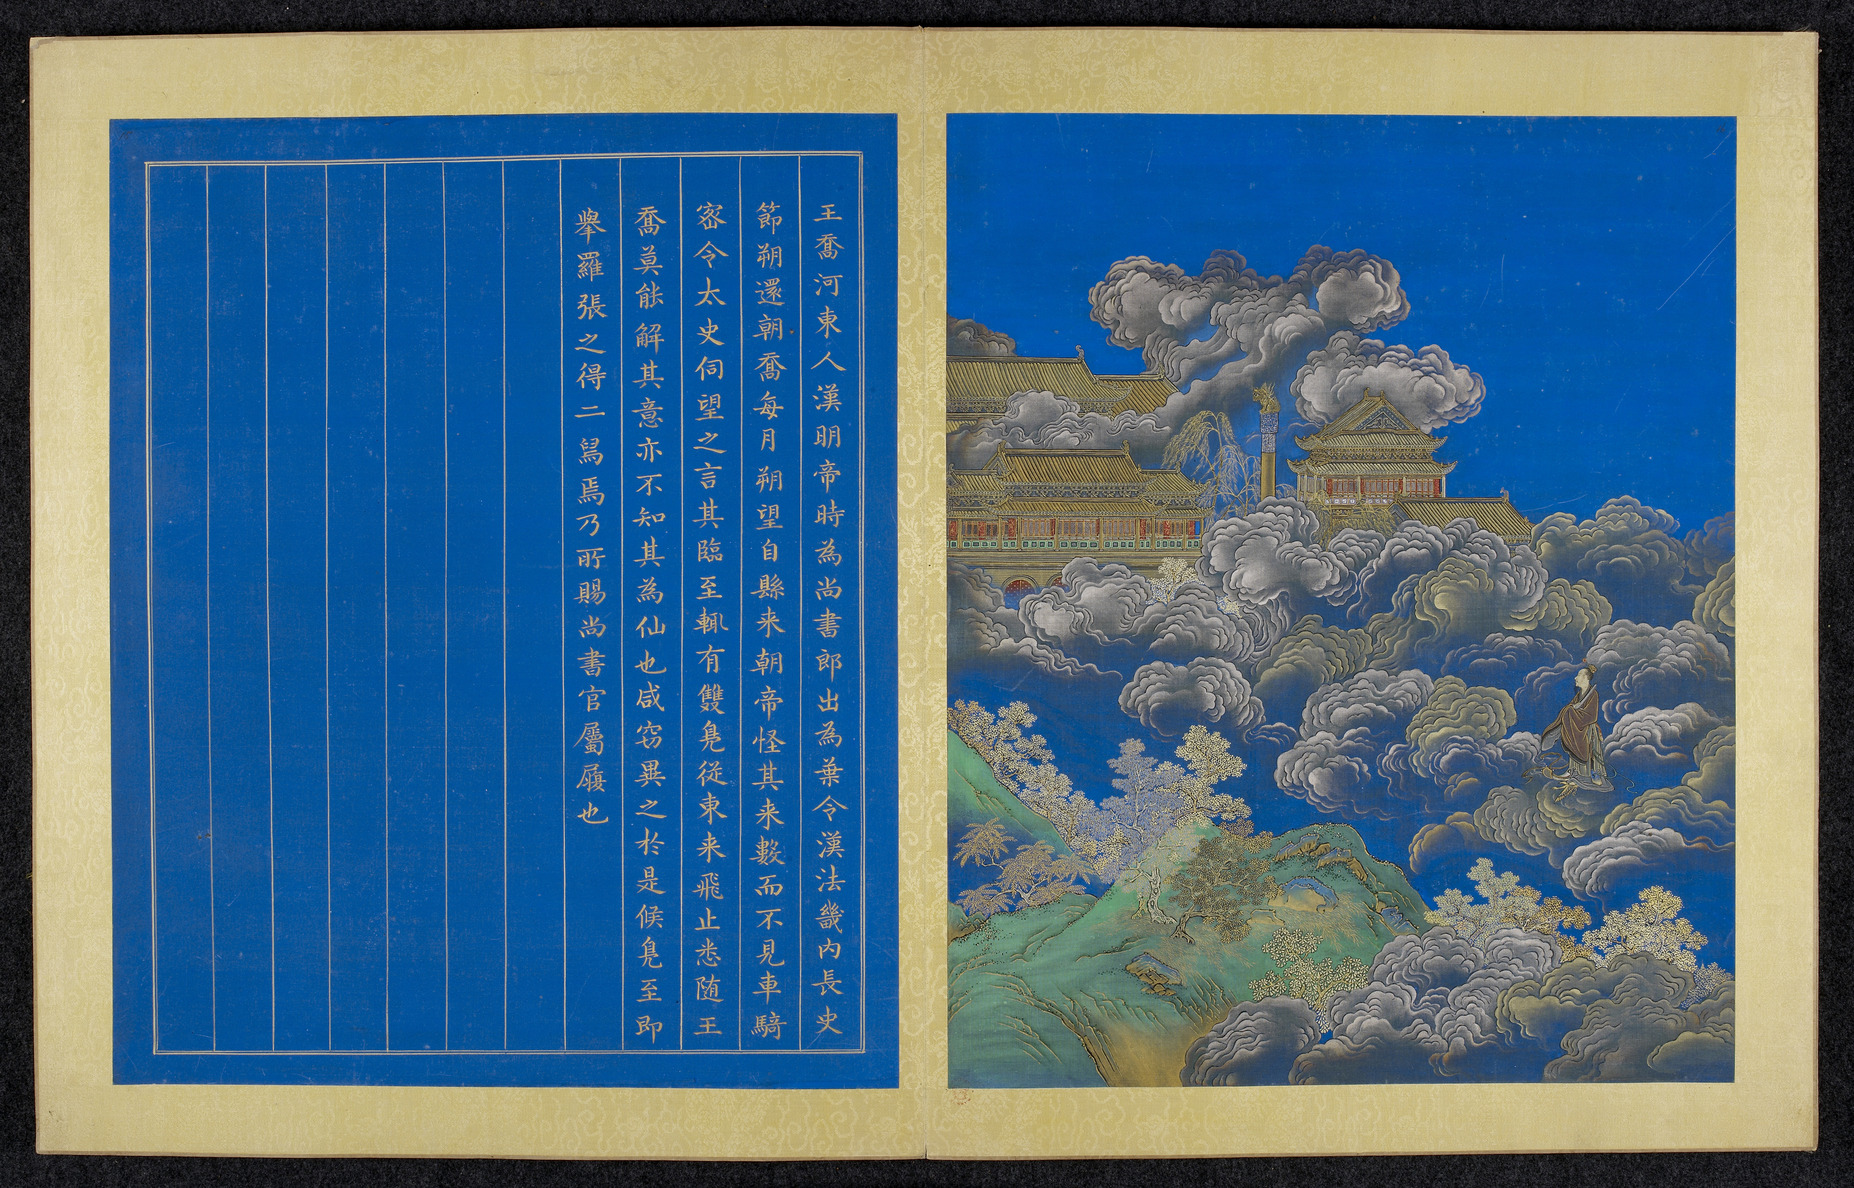 王喬河東人漢明帝時為尚書郎出為葉令漢法畿內長史
節朔還朝喬每月朔望自縣来朝帝怪其来數而不見車騎
宻令太史伺望之言其臨至輙有雙鳧從東来飛止悉随王
喬莫能解其意亦不知其為仙也咸窃異之於是候鳧至即
舉羅張之得二舄焉乃所賜尚書官屬履也